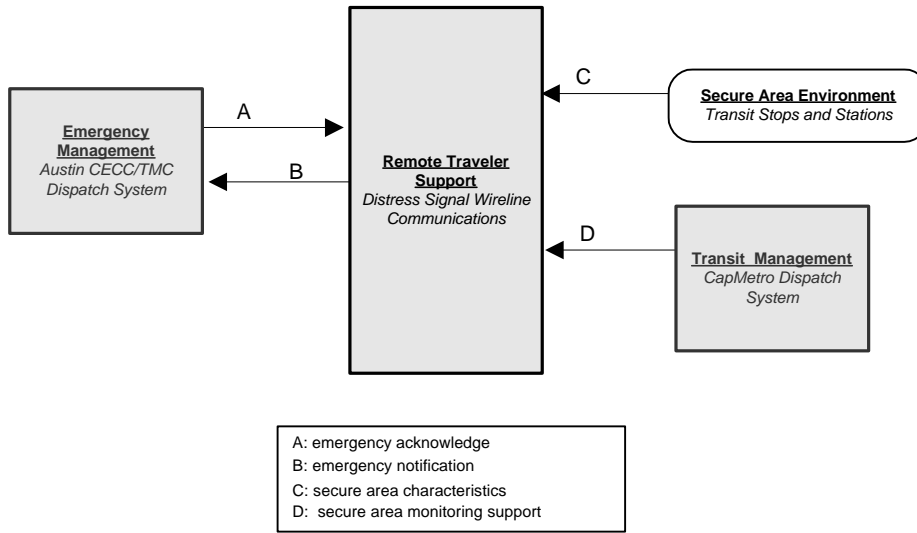 A
B
C
D
Emergency
Management
Austin CECC/TMC
Dispatch System
Remote Traveler
Support
Distress Signal Wireline
Communications
Secure Area Environment
Transit Stops and Stations
Transit Management
CapMetro Dispatch
System
A: emergency acknowledge
B: emergency notification
C: secure area characteristics
D: secure area monitoring support